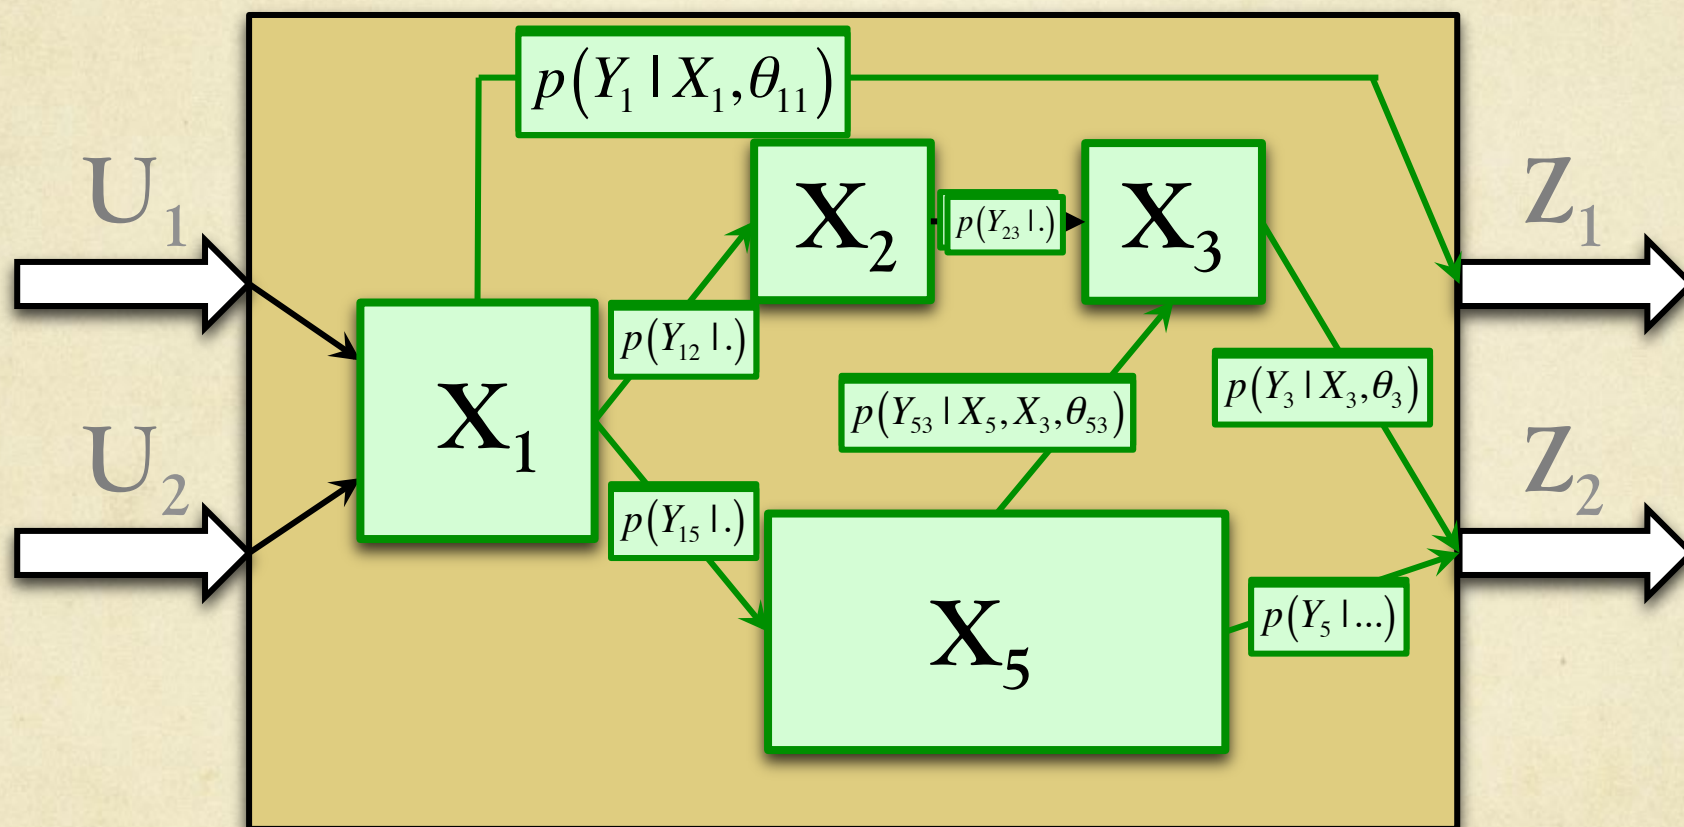 p(Y₁ | X₁,θ₁₁)
U₁
X₂
p(Y₂₃ |.)
X₃
Z₁
p(Y₁₂ |.)
X₁
p(Y₅₃ | X₅,X₃,θ₅₃)
p(Y₃ | X₃,θ₃)
U₂
Z₂
p(Y₁₅ |.)
X₅
p(Y₅ |...)